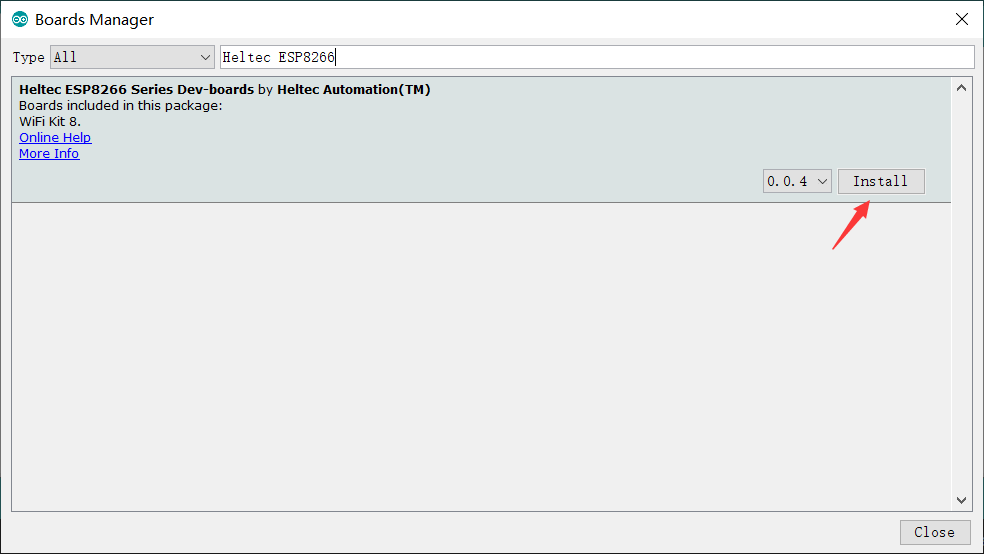 Boards Manager
Type All Heltec ESP8266
Heltec ESP8266 Series Dev-boards by Heltec Automation(TM)
Boards included in this package:
WiFi Kit 8.
Online Help
More Info
0.0.4 Install
Close